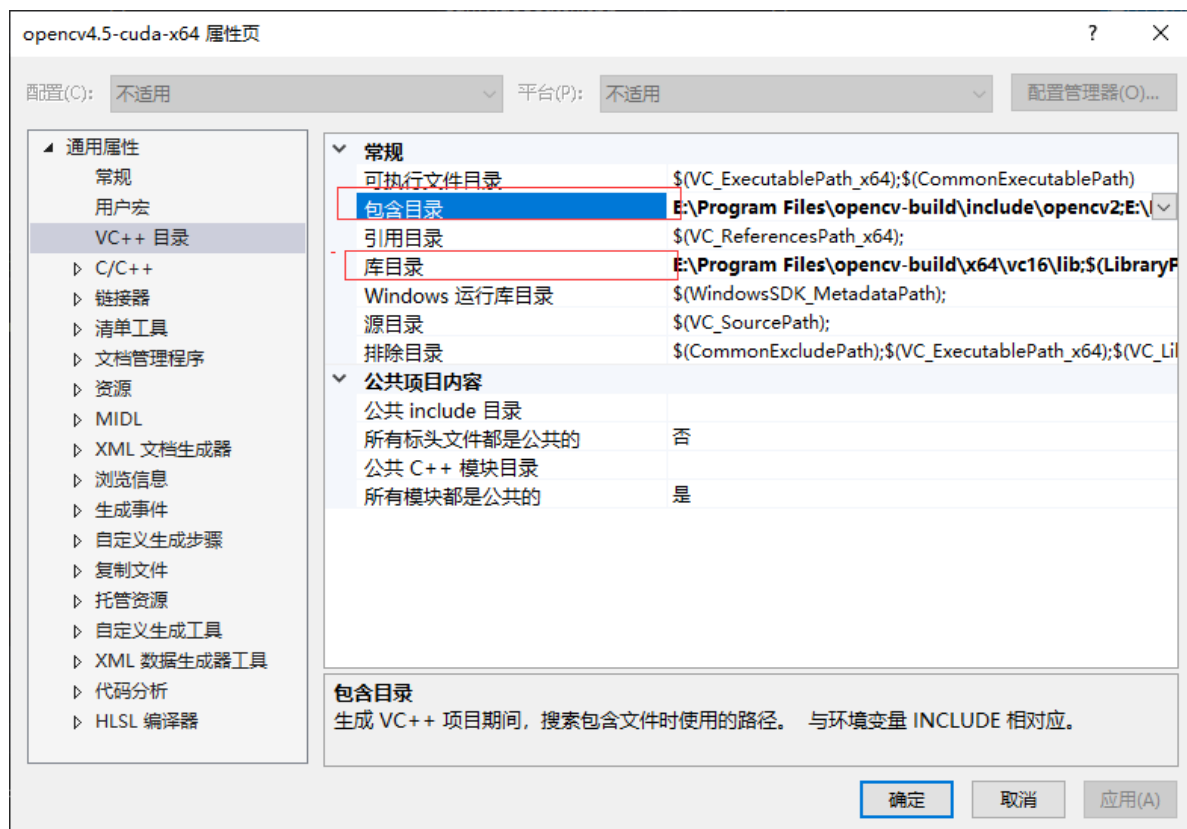 opencv4.5-cuda-x64 属性页
?
配置(C): 不适用 平台(P): 不适用 配置管理器(O)...
通用属性
常规
用户宏
VC++ 目录
C/C++
链接器
清单工具
文档管理程序
资源
MIDL
XML 文档生成器
浏览信息
生成事件
自定义生成步骤
复制文件
托管资源
自定义生成工具
XML 数据生成器工具
代码分析
HLSL 编译器
常规
可执行文件目录 $(VC_ExecutablePath_x64);$(CommonExecutablePath)
包含目录 E:\Program Files\opencv-build\include\opencv2;E:\
引用目录 $(VC_ReferencesPath_x64);
库目录 E:\Program Files\opencv-build\x64\vc16\lib;$(LibraryP
Windows 运行库目录 $(WindowsSDK_MetadataPath);
源目录 $(VC_SourcePath);
排除目录 $(CommonExcludePath);$(VC_ExecutablePath_x64);$(VC_Lil
公共项目内容
公共 include 目录
所有标头文件都是公共的 否
公共 C++ 模块目录
所有模块都是公共的 是
包含目录
生成 VC++ 项目期间，搜索包含文件时使用的路径。 与环境变量 INCLUDE 相对应。
确定 取消 应用(A)